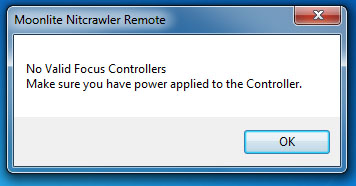 Moonlite Nitcrawler Remote
No Valid Focus Controllers
Make sure you have power applied to the Controller.
OK